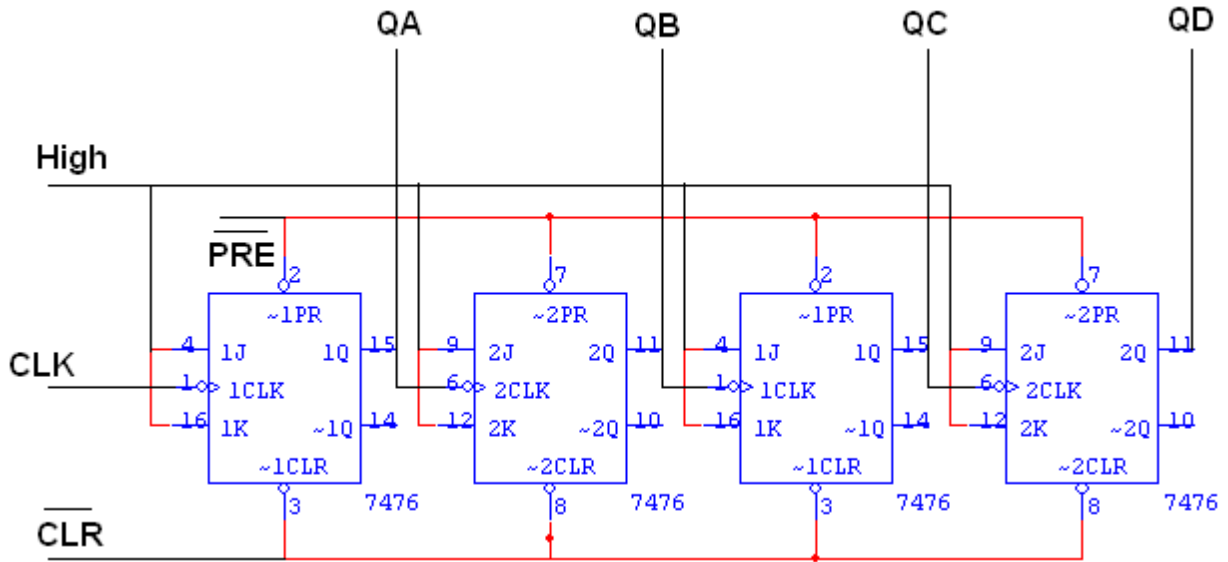 QA QB QC QD
High
PRE
2 7 2 7
~1PR ~2PR ~1PR ~2PR
4 1J 1Q 15 9 2J 2Q 11 4 1J 1Q 15 9 2J 2Q 11
CLK 1 1CLK 6 2CLK 1 1CLK 6 2CLK
16 1K ~1Q 14 12 2K ~2Q 10 16 1K ~1Q 14 12 2K ~2Q 10
~1CLR ~2CLR ~1CLR ~2CLR
3 7476 8 7476 3 7476 8 7476
CLR